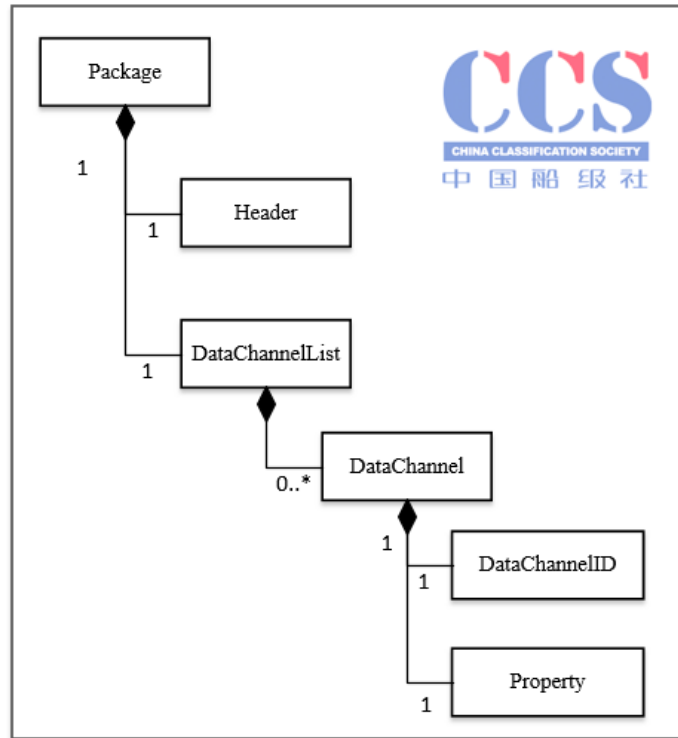 Package
CCS
CHINA CLASSIFICATION SOCIETY
中国船级社
1
Header
1
DataChannelList
1
DataChannel
0..*
1
DataChannelID
1
Property
1